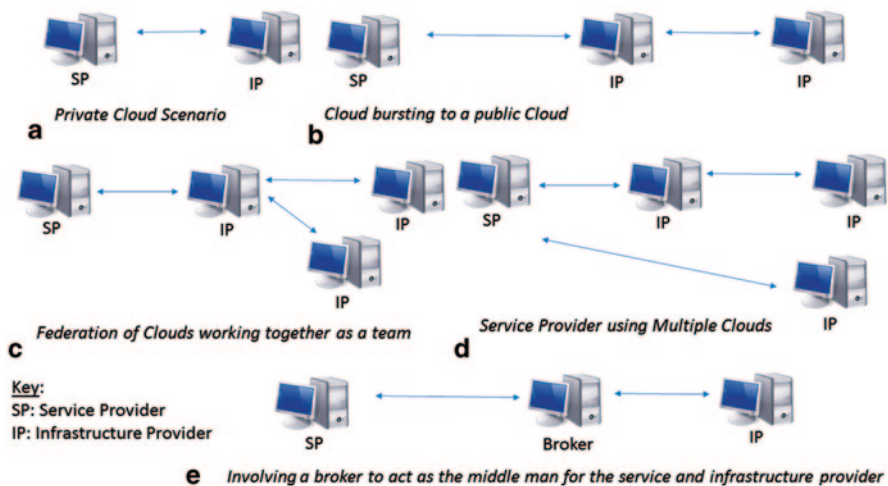 SP
IP
SP
IP
IP
a
Private Cloud Scenario
b
Cloud bursting to a public Cloud
SP
IP
IP
IP
SP
IP
IP
IP
c
Federation of Clouds working together as a team
d
Service Provider using Multiple Clouds
Key:
SP: Service Provider
IP: Infrastructure Provider
SP
Broker
IP
e
Involving a broker to act as the middle man for the service and infrastructure provider